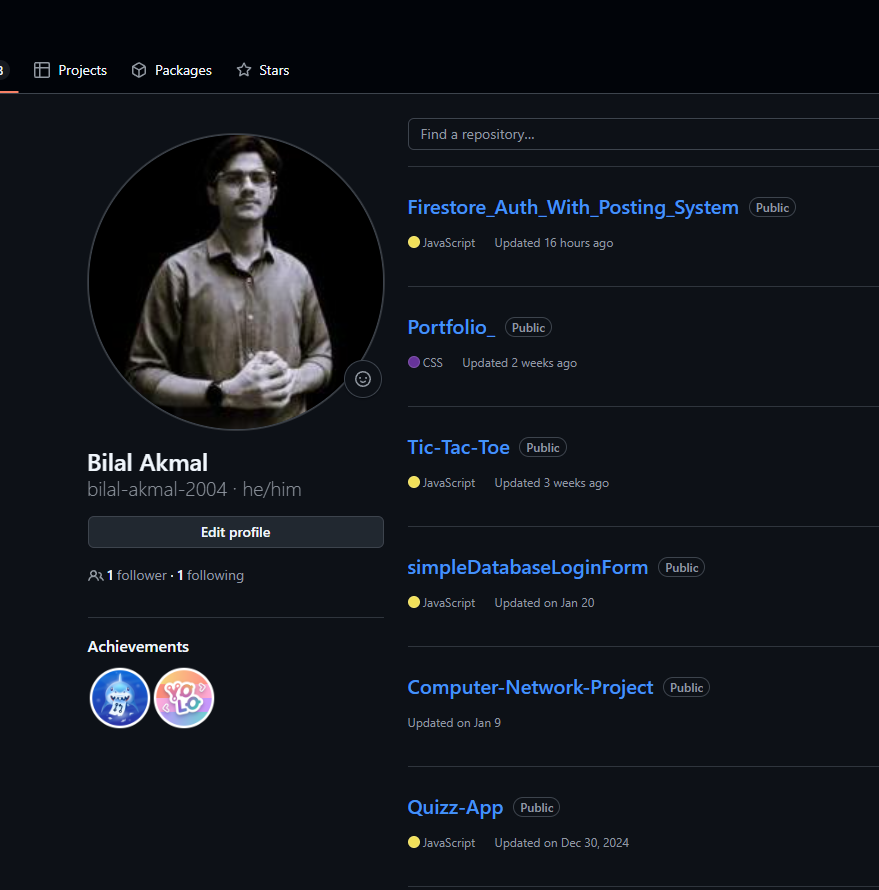 Projects
Packages
Stars
Find a repository...
Bilal Akmal
bilal-akmal-2004 · he/him
Edit profile
1 follower · 1 following
Achievements
YOLO
Firestore_Auth_With_Posting_System Public
JavaScript Updated 16 hours ago
Portfolio_ Public
CSS Updated 2 weeks ago
Tic-Tac-Toe Public
JavaScript Updated 3 weeks ago
simpleDatabaseLoginForm Public
JavaScript Updated on Jan 20
Computer-Network-Project Public
Updated on Jan 9
Quizz-App Public
JavaScript Updated on Dec 30, 2024